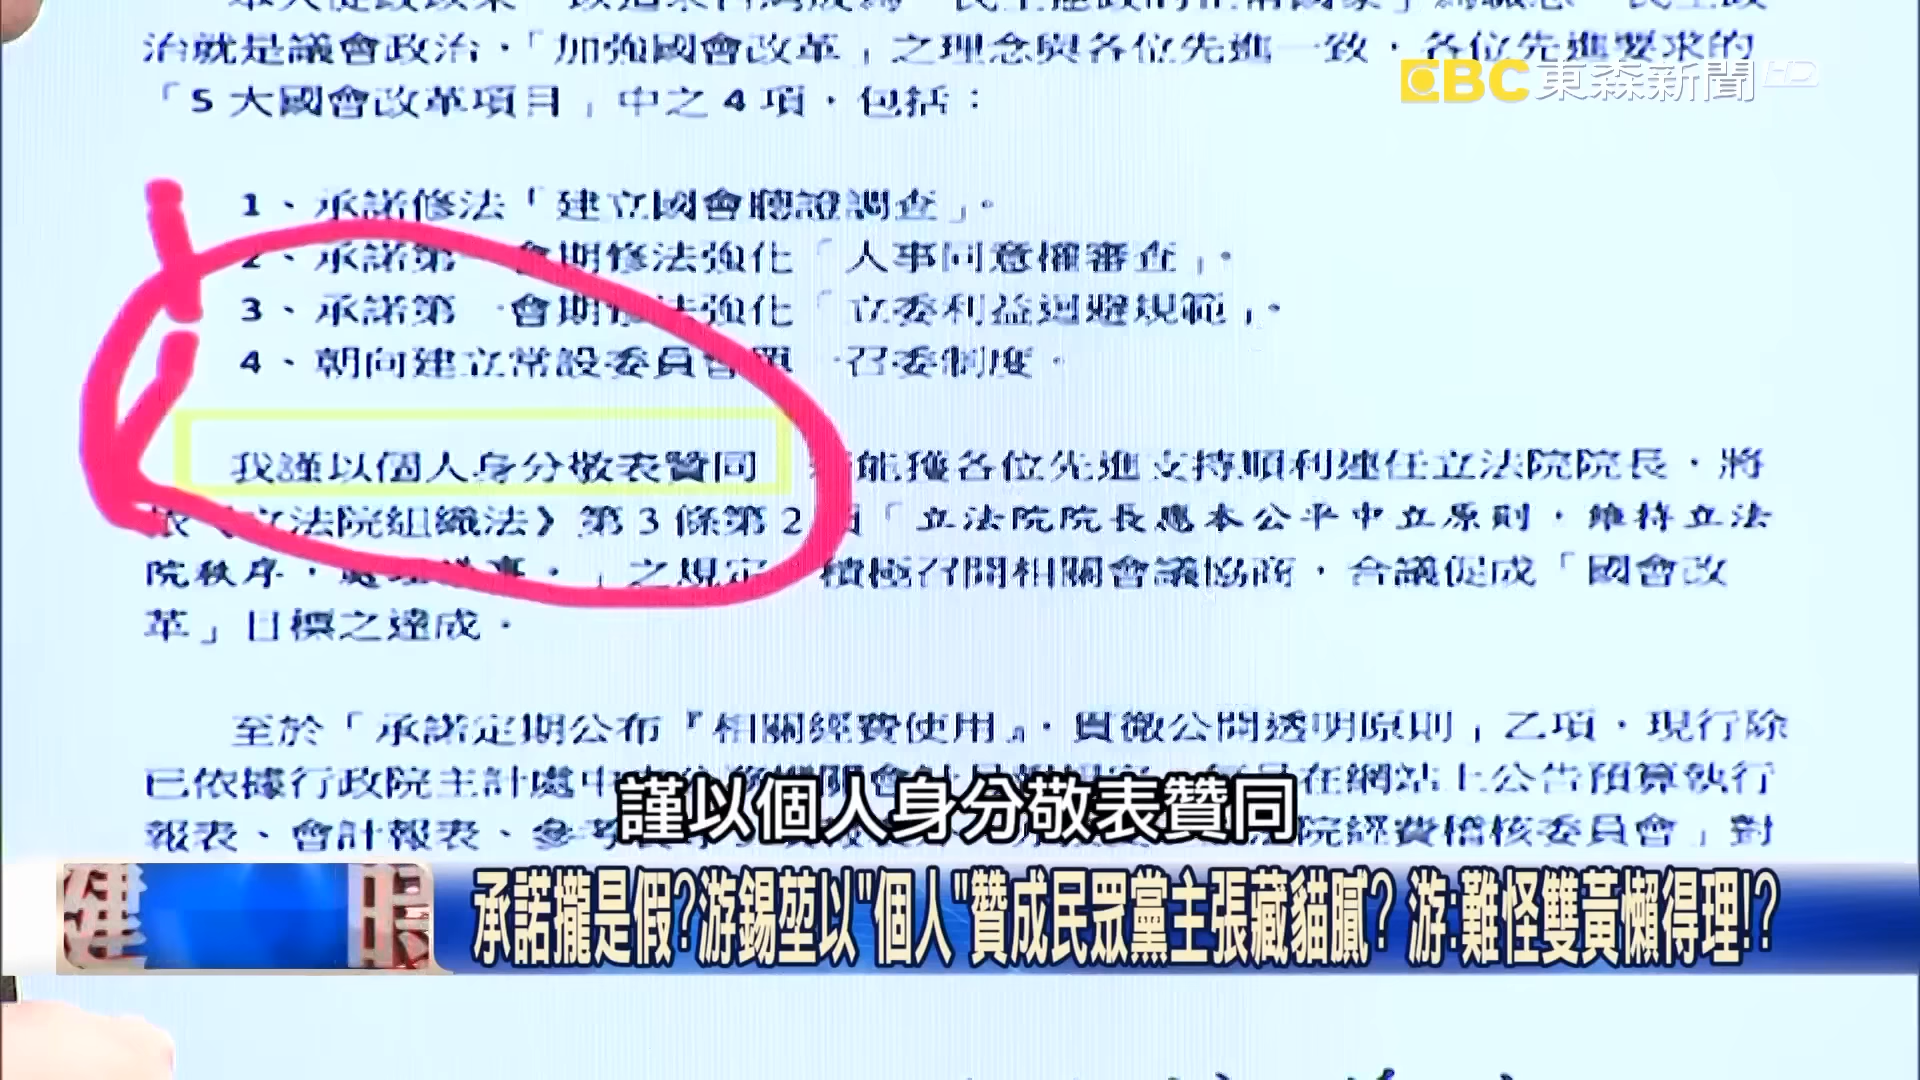 治就是議會政治,「加強國會改革」之理念與各位先進一致,各位先進要求的
EBC 東森新聞 HD
「5大國會改革項目」中之4項,包括:
1、承諾修法「建立國會聽證調查」。
2、承諾第一會期修法強化「人事同意權審查」。
3、承諾第一會期修法強化「立委利益迴避規範」。
4、朝向建立常設委員會單一召委制度。
我謹以個人身分敬表贊同 能獲各位先進支持順利連任立法院院長,將
依《立法院組織法》第3條第2項「立法院院長應本公平中立原則,維持立法
院秩序,處理議事。」之規定 積極召開相關會議協商,合議促成「國會改
革」目標之達成。
至於「承諾定期公布『相關經費使用』,貫徹公開透明原則」乙項,現行除
已依據行政院主計處中 在網站上公告預算執行
報表、會計報表、參 院經費稽核委員會」對
謹以個人身分敬表贊同
承諾攏是假?游錫堃以"個人"贊成民眾黨主張藏貓膩? 游:難怪雙黃懶得理!?